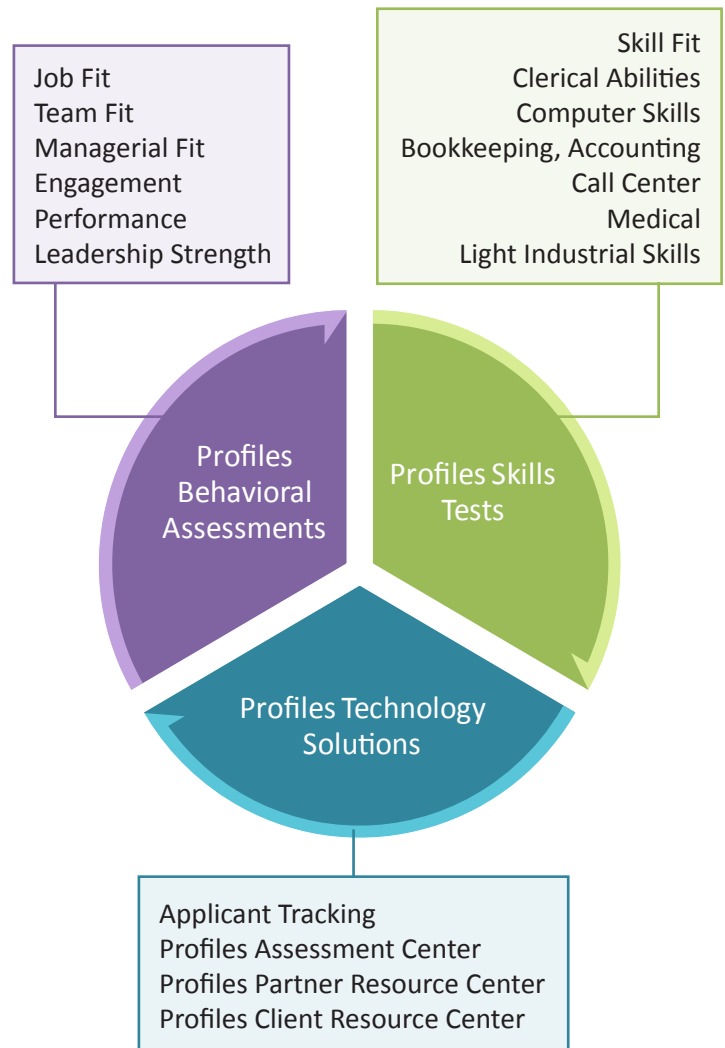 Job Fit
Team Fit
Managerial Fit
Engagement
Performance
Leadership Strength
Skill Fit
Clerical Abilities
Computer Skills
Bookkeeping, Accounting
Call Center
Medical
Light Industrial Skills
Profiles
Behavioral
Assessments
Profiles Skills
Tests
Profiles Technology
Solutions
Applicant Tracking
Profiles Assessment Center
Profiles Partner Resource Center
Profiles Client Resource Center